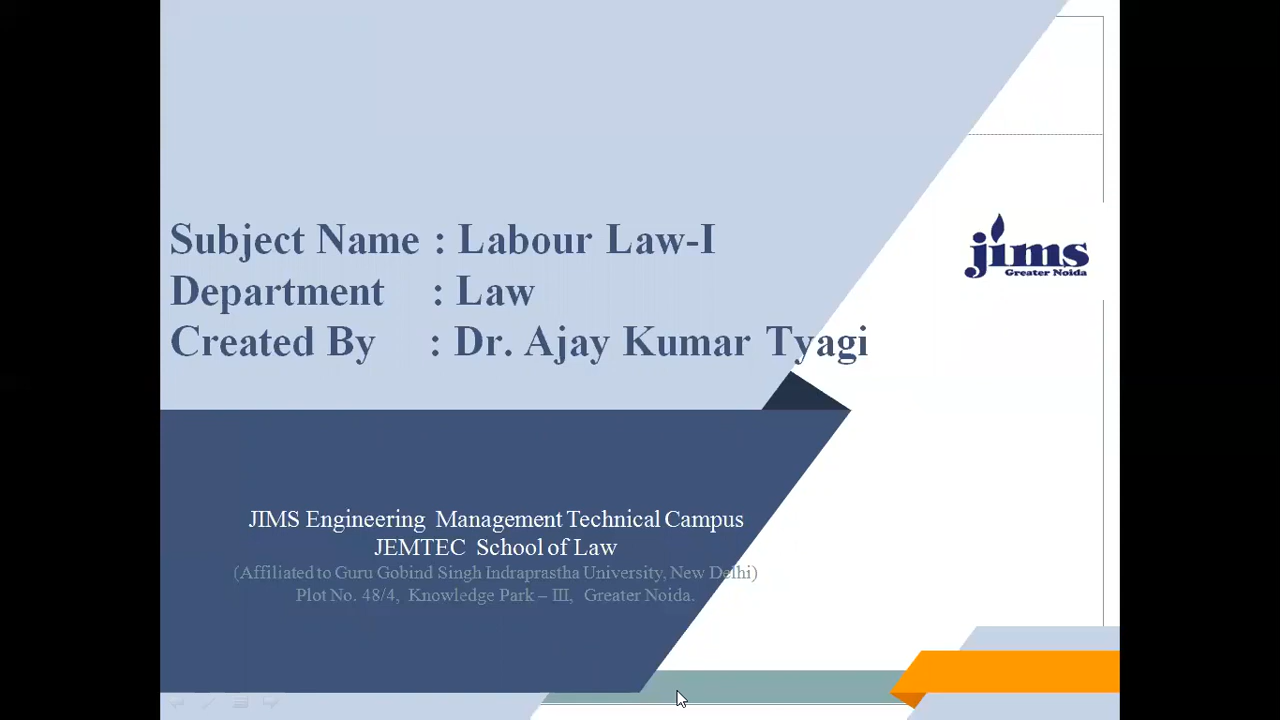 Subject Name : Labour Law-I
Department : Law
Created By : Dr. Ajay Kumar Tyagi
jims
Greater Noida
JIMS Engineering Management Technical Campus
JEMTEC School of Law
(Affiliated to Guru Gobind Singh Indraprastha University, New Delhi)
Plot No. 48/4, Knowledge Park – III, Greater Noida.